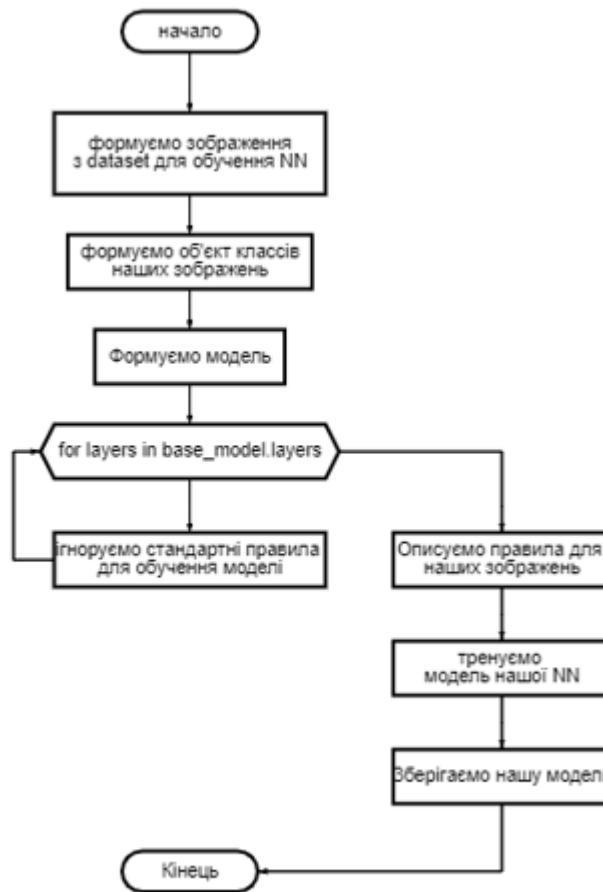 начало
формуємо зображення
з dataset для обучення NN
формуємо об'єкт классів
наших зображень
Формуємо модель
for layers in base_model.layers
ігноруємо стандартні правила
для обучення моделі
Описуємо правила для
наших зображень
тренуємо
модель нашої NN
Зберігаємо нашу модель
Кінець